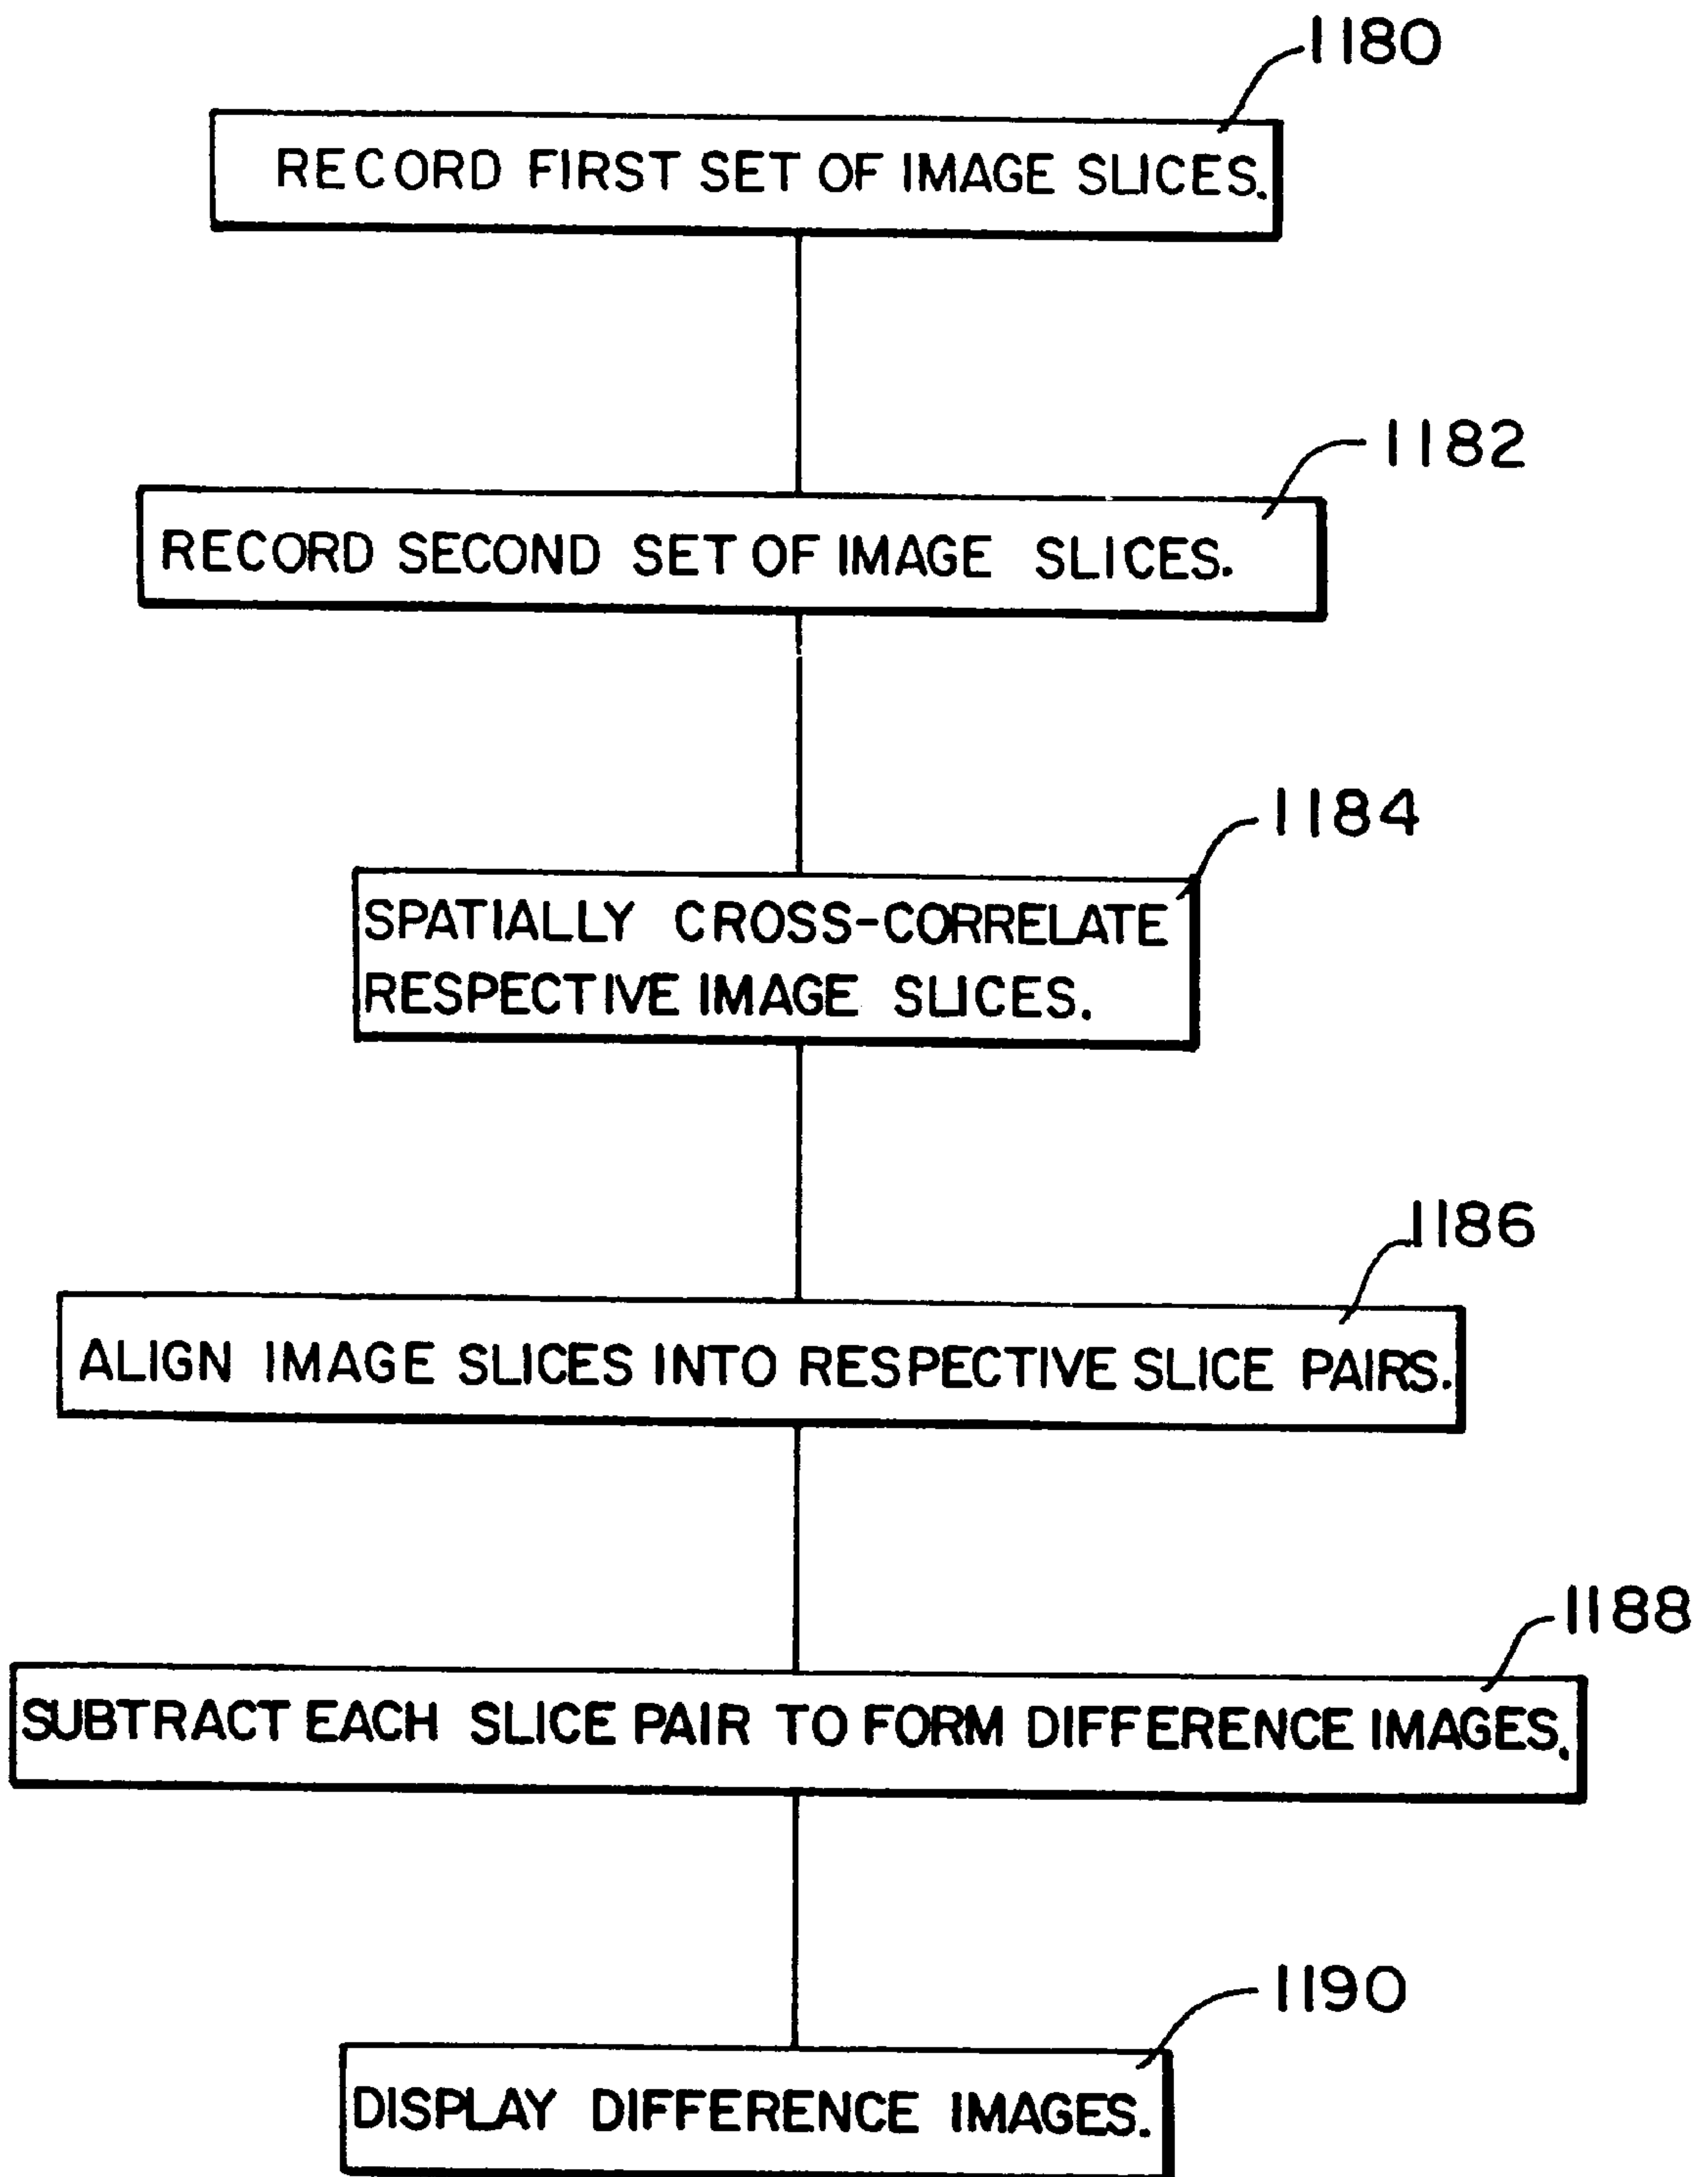 1180
RECORD FIRST SET OF IMAGE SLICES.
1182
RECORD SECOND SET OF IMAGE SLICES.
1184
SPATIALLY CROSS-CORRELATE
RESPECTIVE IMAGE SLICES.
1186
ALIGN IMAGE SLICES INTO RESPECTIVE SLICE PAIRS.
1188
SUBTRACT EACH SLICE PAIR TO FORM DIFFERENCE IMAGES.
1190
DISPLAY DIFFERENCE IMAGES.